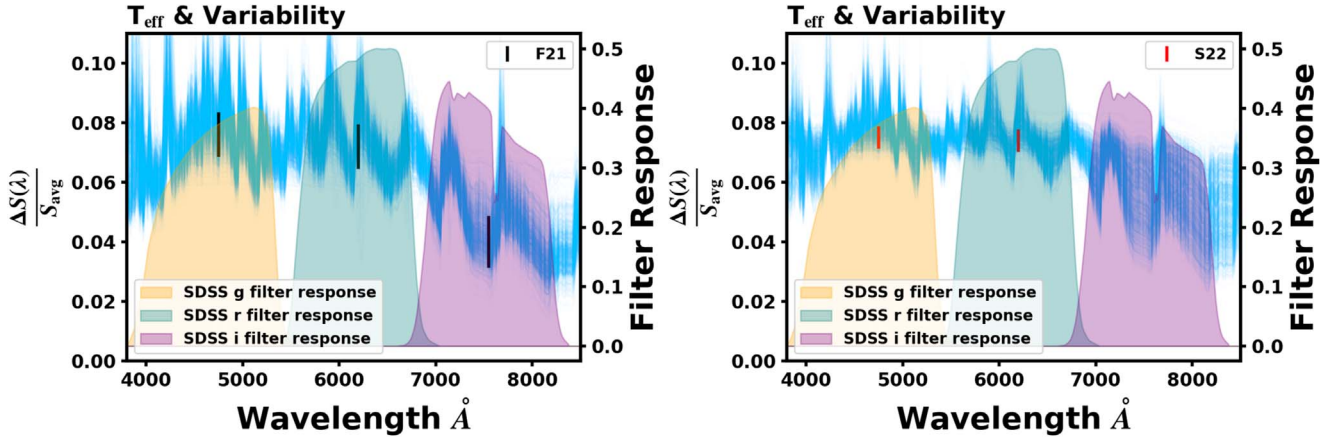 T_eff & Variability
F21
0.10
0.08
0.06
0.04
0.02
0.00
ΔS(λ)
S_avg
0.5
0.4
0.3
0.2
0.1
0.0
Filter Response
SDSS g filter response
SDSS r filter response
SDSS i filter response
4000 5000 6000 7000 8000
Wavelength Å
T_eff & Variability
S22
0.10
0.08
0.06
0.04
0.02
0.00
ΔS(λ)
S_avg
0.5
0.4
0.3
0.2
0.1
0.0
Filter Response
SDSS g filter response
SDSS r filter response
SDSS i filter response
4000 5000 6000 7000 8000
Wavelength Å